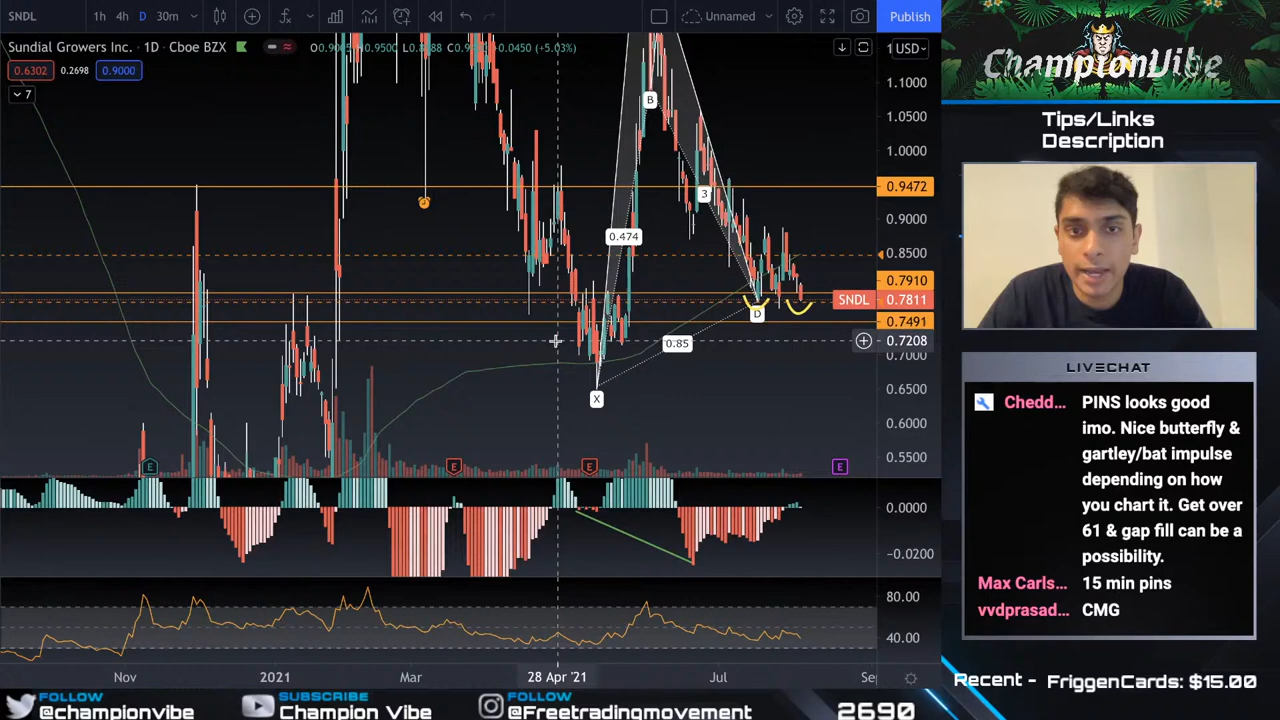 SNDL
1h 4h D 30m
Unnamed
Publish
Sundial Growers Inc. · 1D · Cboe BZX
+0.0450 (+5.03%)
USD
0.6302 0.2698 0.9000
7
1.1000
1.0500
1.0000
0.9472
0.9000
0.8500
0.7910
SNDL 0.7811
0.7491
0.7208
0.7000
0.6500
0.6000
0.5500
0.0000
−0.0200
80.00
40.00
B
3
0.474
D
0.85
X
E
E
E
E
Nov 2021 Mar 28 Apr '21 Jul Se
ChampionVibe
Tips/Links
Description
LIVECHAT
Chedd... PINS looks good
imo. Nice butterfly &
gartley/bat impulse
depending on how
you chart it. Get over
61 & gap fill can be a
possibility.
Max Carls... 15 min pins
vvdprasad... CMG
Recent - FriggenCards: $15.00
FOLLOW
@championvibe
SUBSCRIBE
Champion Vibe
FOLLOW
@Freetradingmovement
2690
FOLLOWERS